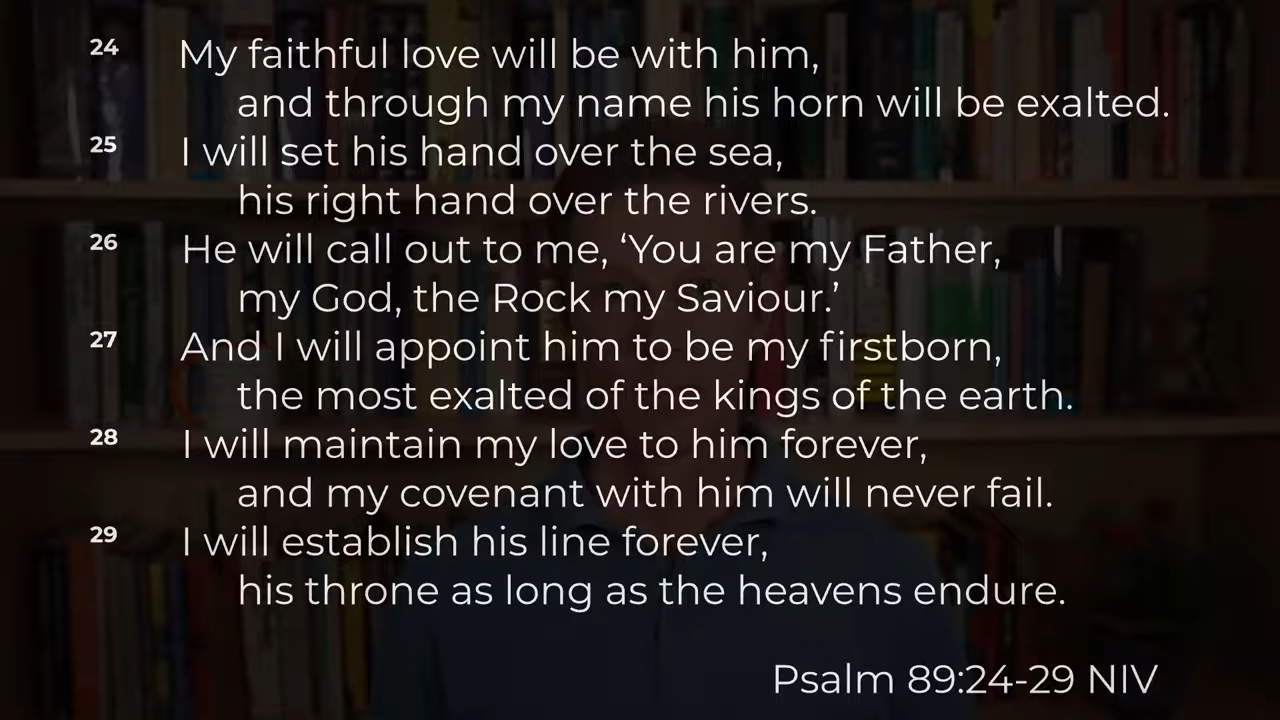 24 My faithful love will be with him,
and through my name his horn will be exalted.
25 I will set his hand over the sea,
his right hand over the rivers.
26 He will call out to me, ‘You are my Father,
my God, the Rock my Saviour.’
27 And I will appoint him to be my firstborn,
the most exalted of the kings of the earth.
28 I will maintain my love to him forever,
and my covenant with him will never fail.
29 I will establish his line forever,
his throne as long as the heavens endure.
Psalm 89:24-29 NIV